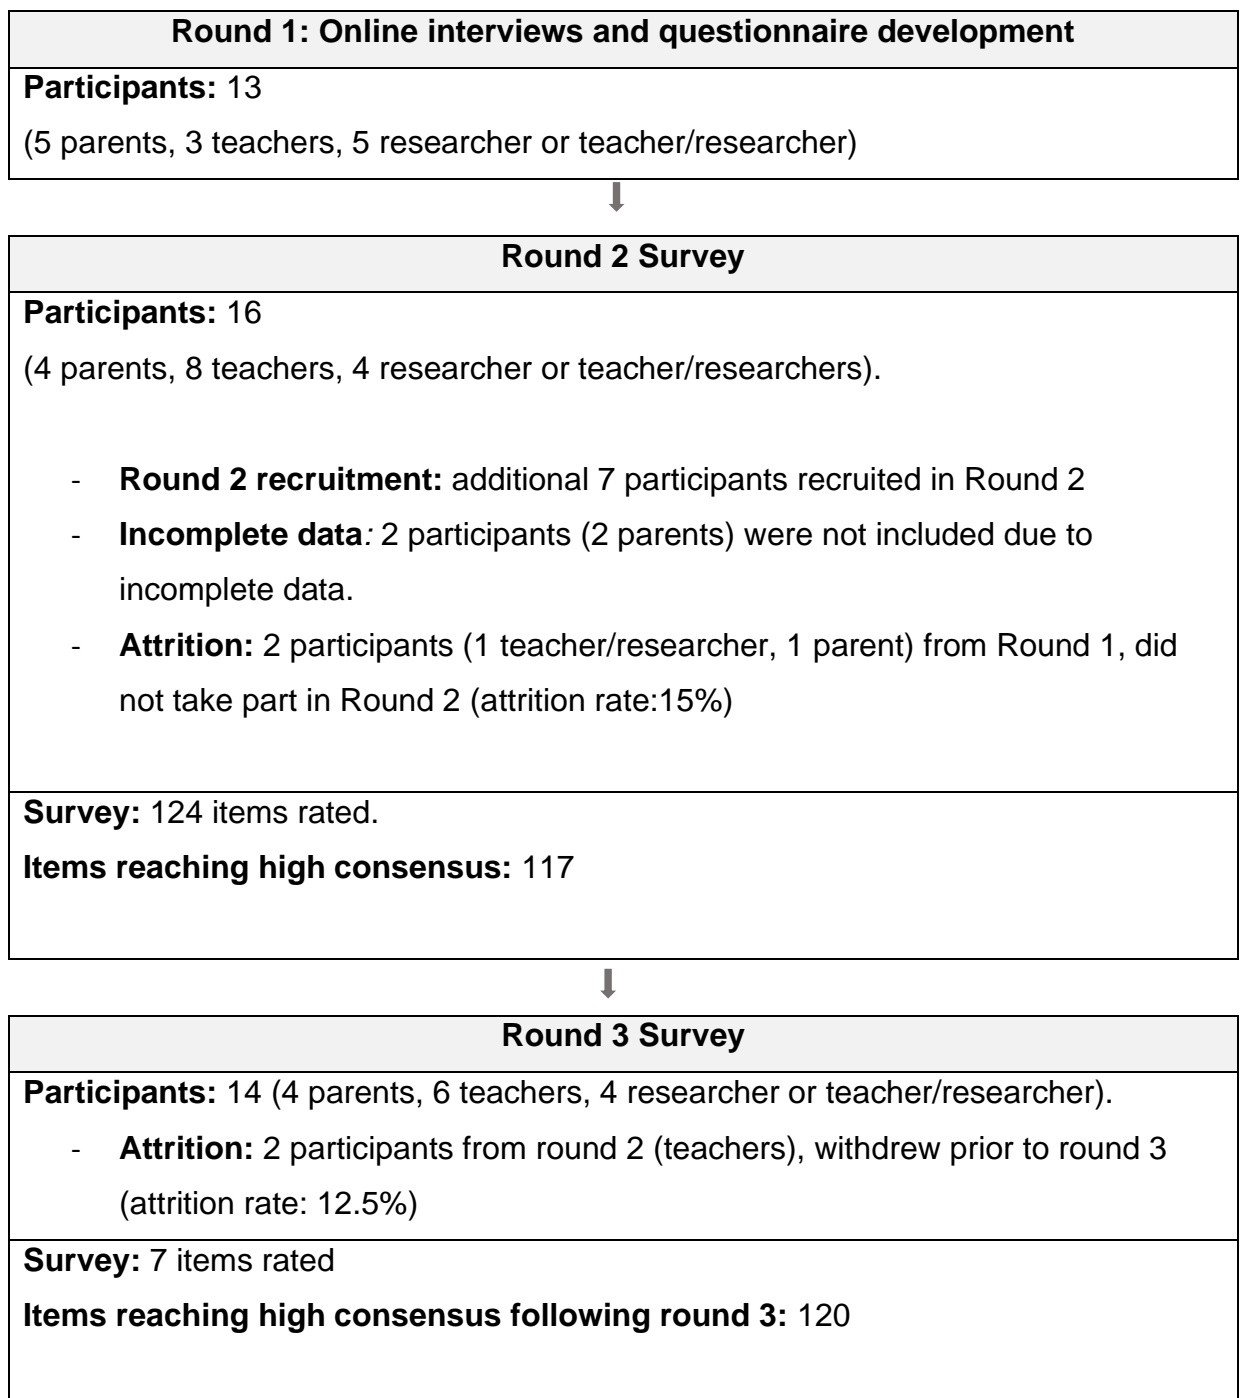 Round 1: Online interviews and questionnaire development
Participants: 13
(5 parents, 3 teachers, 5 researcher or teacher/researcher)
Round 2 Survey
Participants: 16
(4 parents, 8 teachers, 4 researcher or teacher/researchers).
- Round 2 recruitment: additional 7 participants recruited in Round 2
- Incomplete data: 2 participants (2 parents) were not included due to
incomplete data.
- Attrition: 2 participants (1 teacher/researcher, 1 parent) from Round 1, did
not take part in Round 2 (attrition rate:15%)
Survey: 124 items rated.
Items reaching high consensus: 117
Round 3 Survey
Participants: 14 (4 parents, 6 teachers, 4 researcher or teacher/researcher).
- Attrition: 2 participants from round 2 (teachers), withdrew prior to round 3
(attrition rate: 12.5%)
Survey: 7 items rated
Items reaching high consensus following round 3: 120